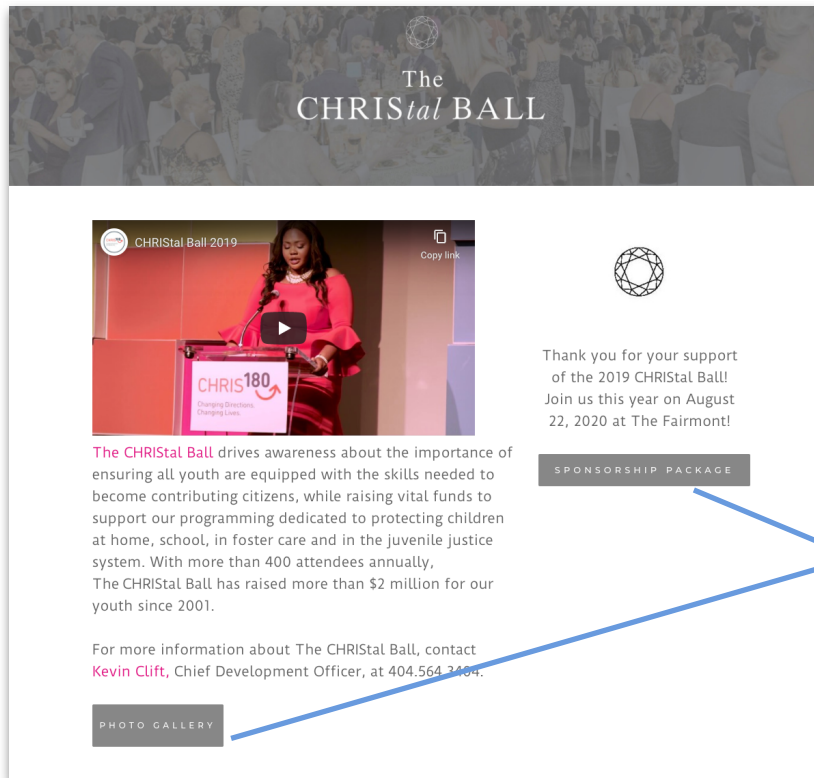 The
CHRIStal BALL
CHRIStal Ball 2019
Copy link
CHRIS180
Changing Directions.
Changing Lives.
The CHRIStal Ball drives awareness about the importance of
ensuring all youth are equipped with the skills needed to
become contributing citizens, while raising vital funds to
support our programming dedicated to protecting children
at home, school, in foster care and in the juvenile justice
system. With more than 400 attendees annually,
The CHRIStal Ball has raised more than $2 million for our
youth since 2001.
For more information about The CHRIStal Ball, contact
Kevin Clift, Chief Development Officer, at
PHOTO GALLERY
Thank you for your support
of the 2019 CHRIStal Ball!
Join us this year on August
22, 2020 at The Fairmont!
SPONSORSHIP PACKAGE